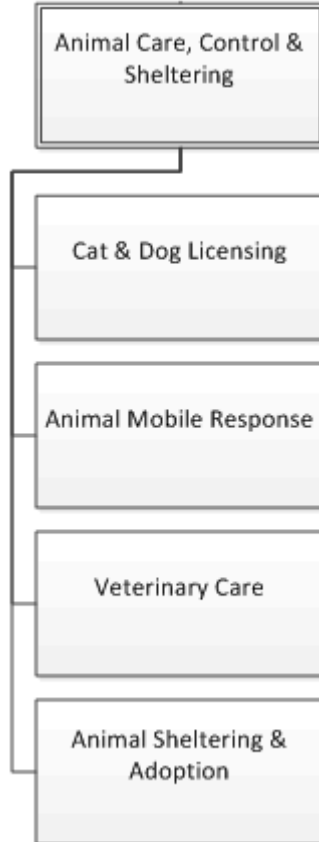 Animal Care, Control &
Sheltering
Cat & Dog Licensing
Animal Mobile Response
Veterinary Care
Animal Sheltering &
Adoption